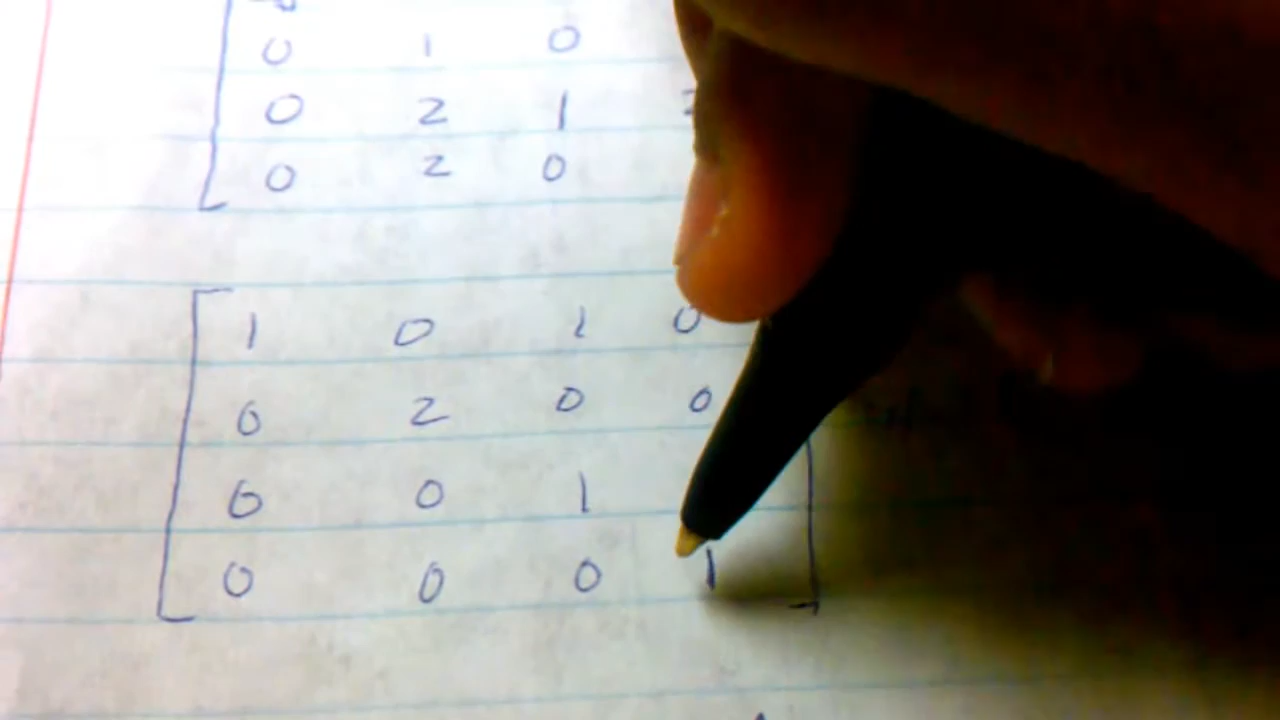 0 1 0
0 2 1
0 2 0
1 0 1 0
0 2 0 0
0 0 1
0 0 0 1